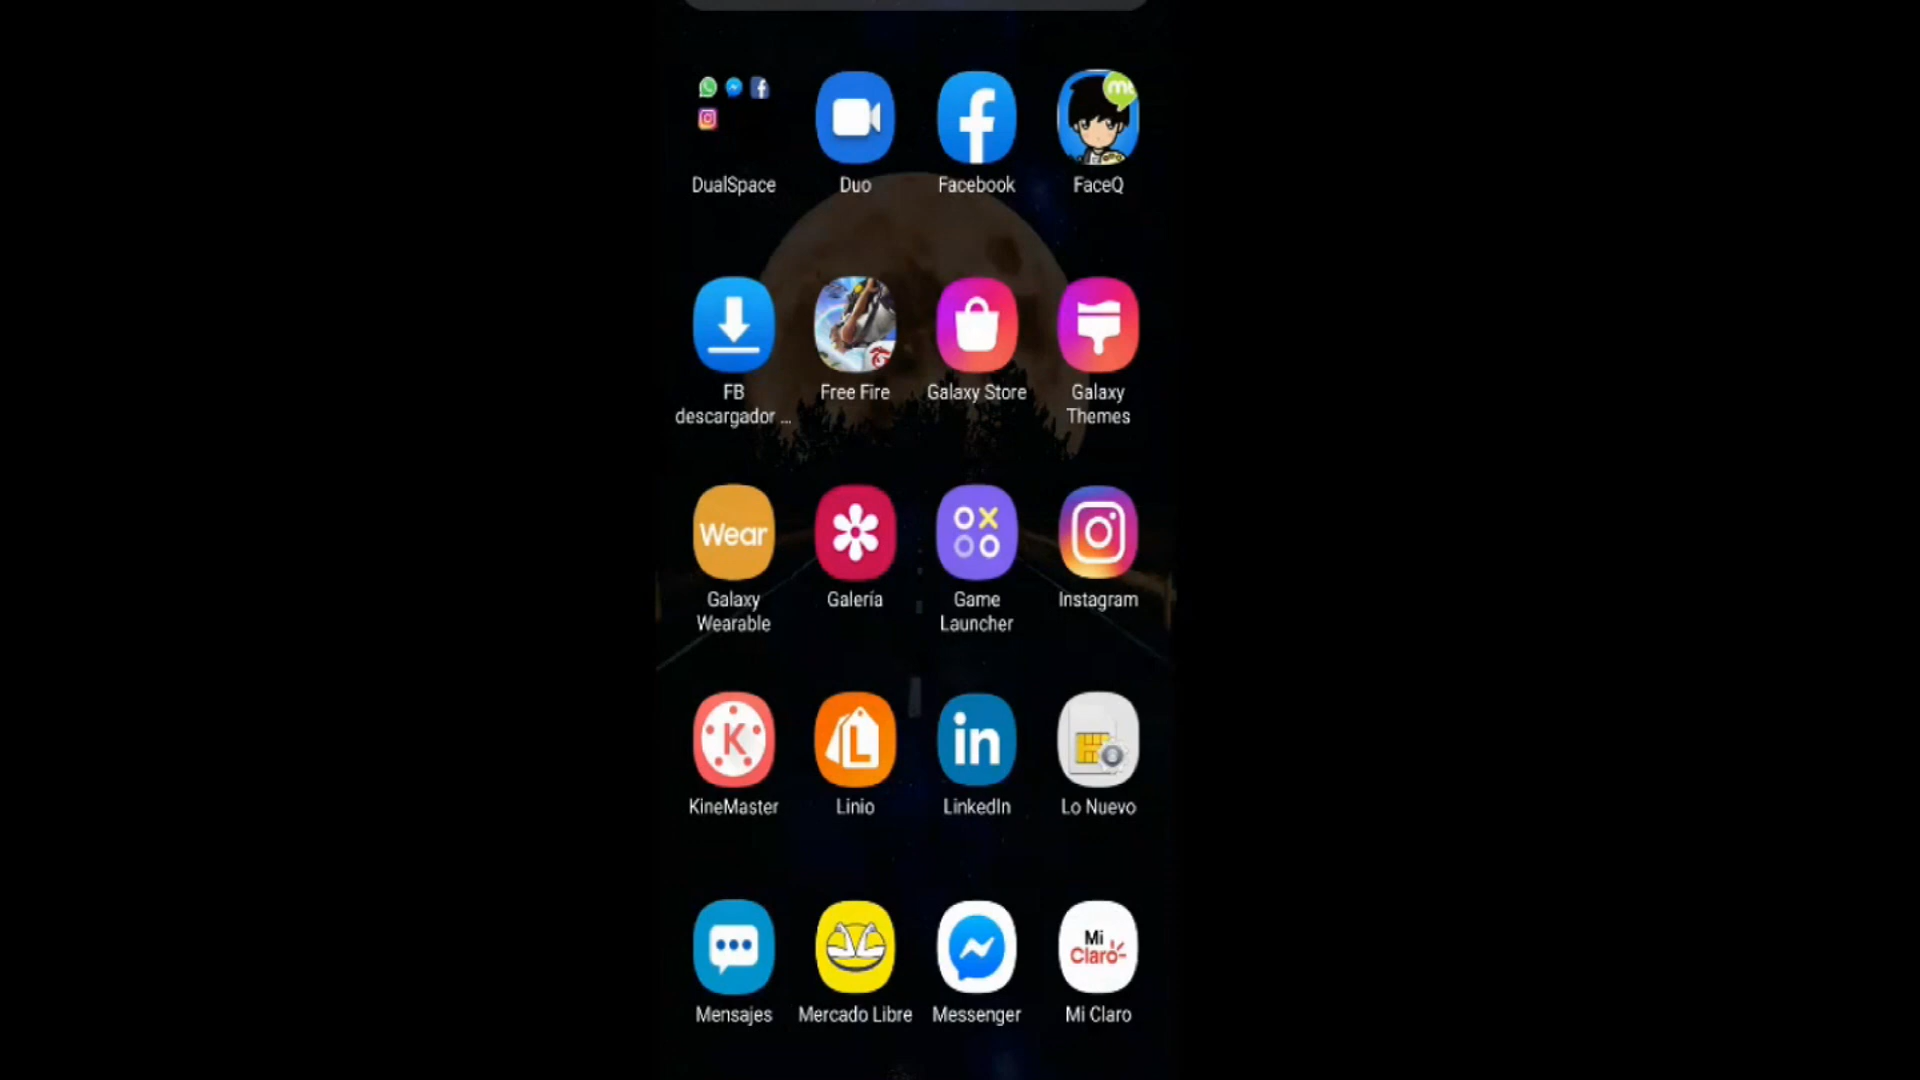 DualSpace
Duo
Facebook
FaceQ
FB
descargador ...
Free Fire
Galaxy Store
Galaxy
Themes
Wear
Galaxy
Wearable
Galería
Game
Launcher
Instagram
K
KineMaster
L
Linio
in
LinkedIn
Lo Nuevo
Mensajes
Mercado Libre
Messenger
Mi
Claro-
Mi Claro